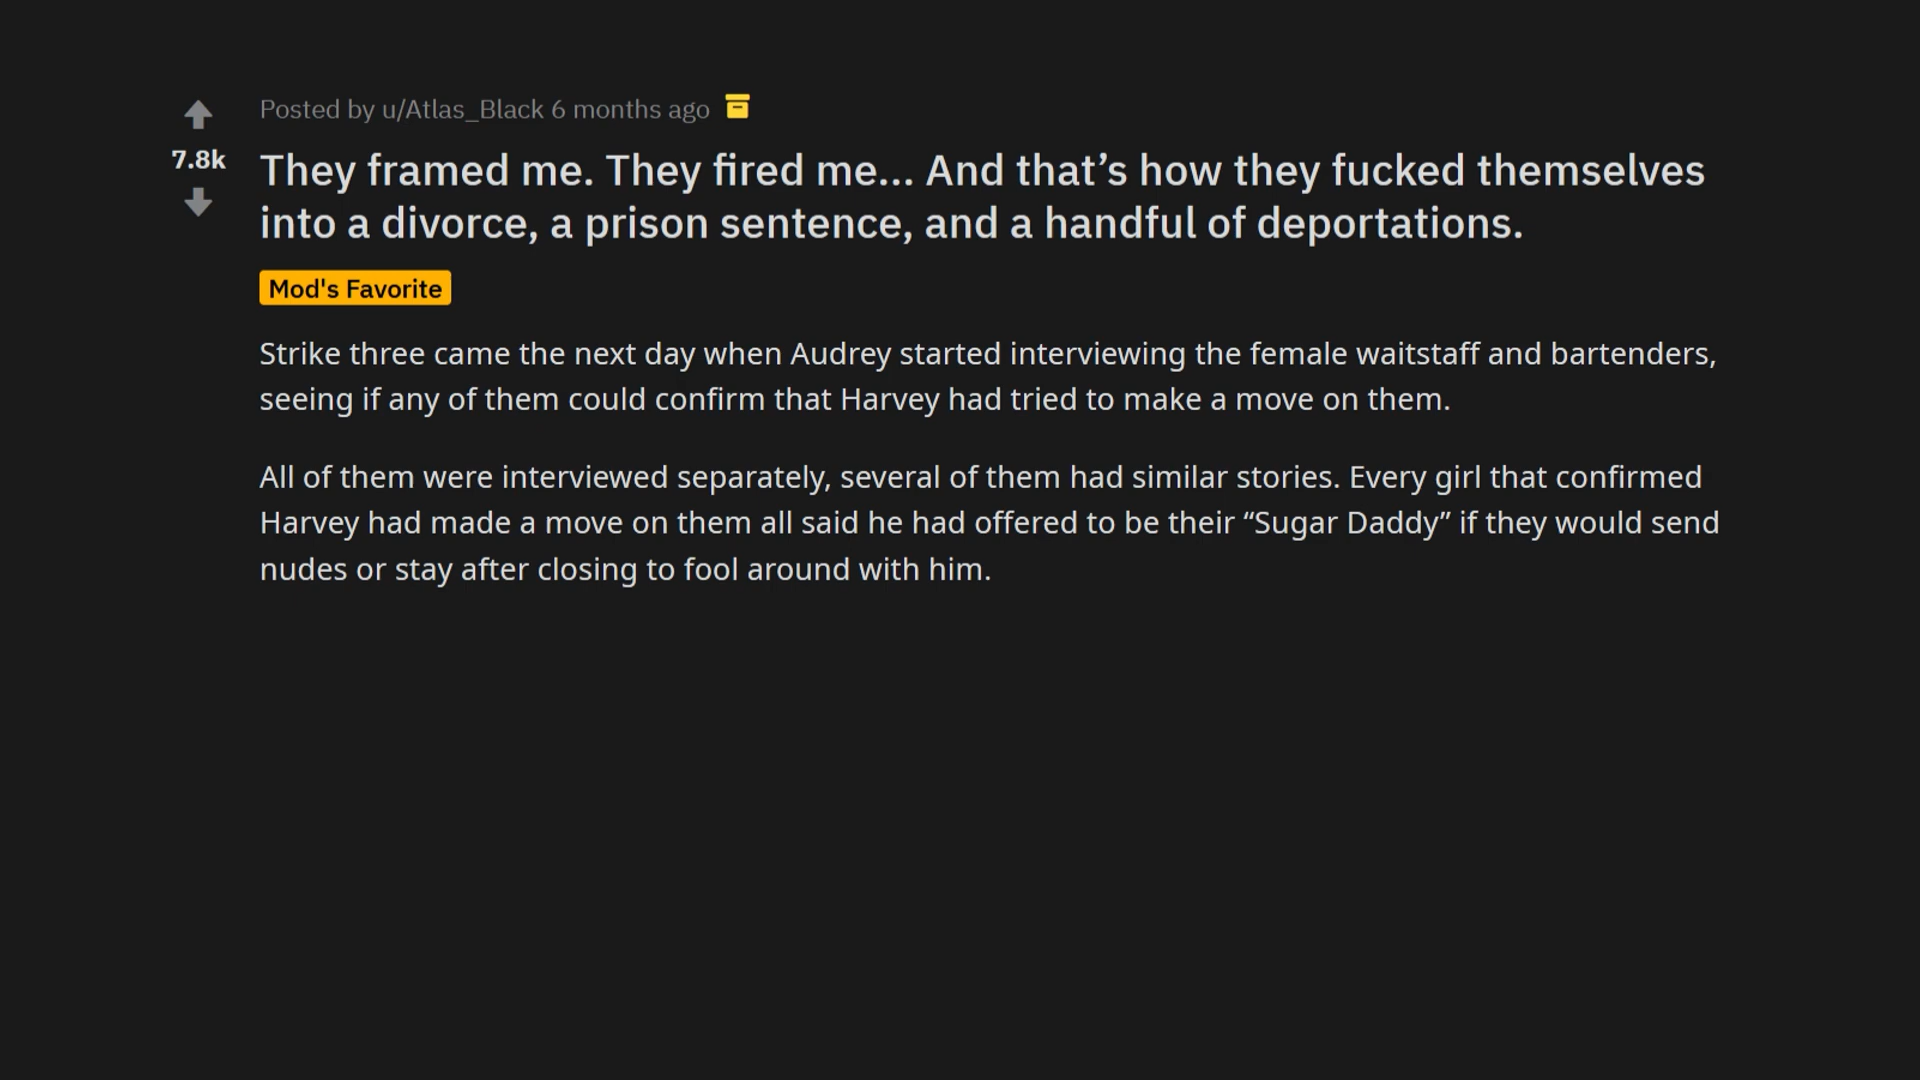 Posted by u/Atlas_Black 6 months ago
7.8k
They framed me. They fired me... And that’s how they fucked themselves
into a divorce, a prison sentence, and a handful of deportations.
Mod's Favorite
Strike three came the next day when Audrey started interviewing the female waitstaff and bartenders,
seeing if any of them could confirm that Harvey had tried to make a move on them.
All of them were interviewed separately, several of them had similar stories. Every girl that confirmed
Harvey had made a move on them all said he had offered to be their “Sugar Daddy” if they would send
nudes or stay after closing to fool around with him.